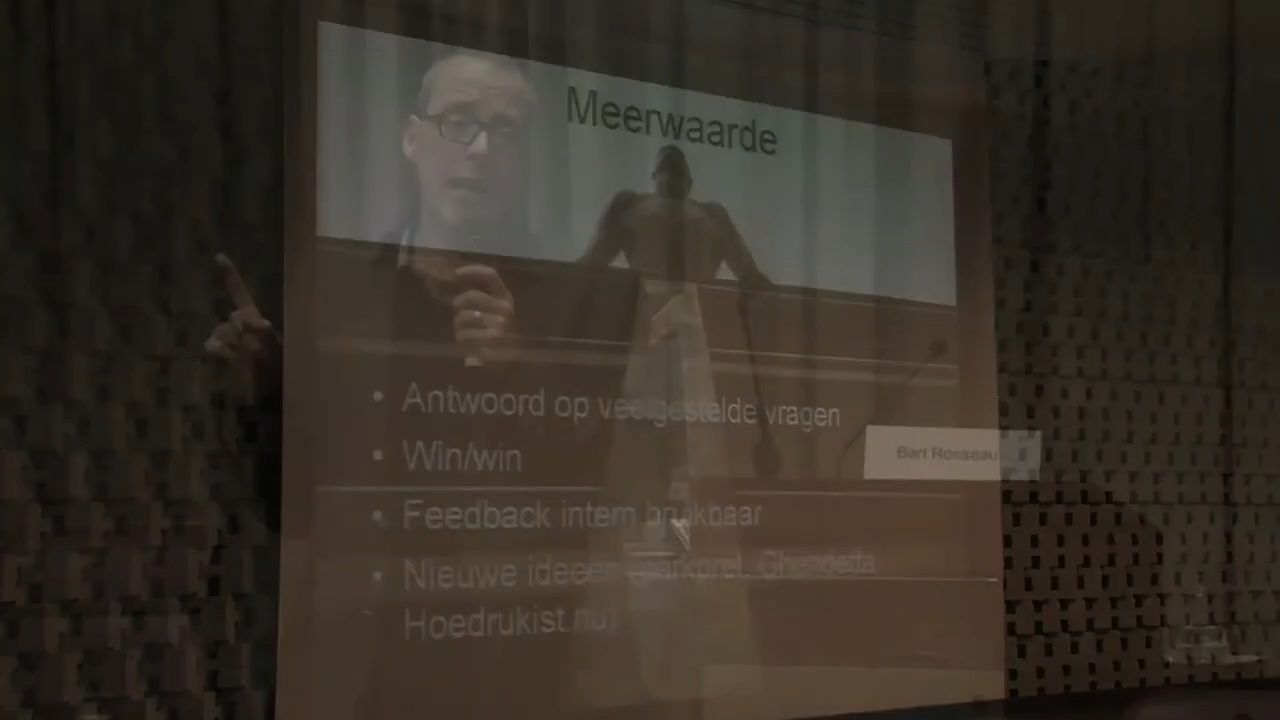 Meerwaarde
• Antwoord op veelgestelde vragen
• Win/win
Bart Rosseau
• Feedback intern bruikbaar
• Nieuwe ideeen
Hoedrukist.nu)